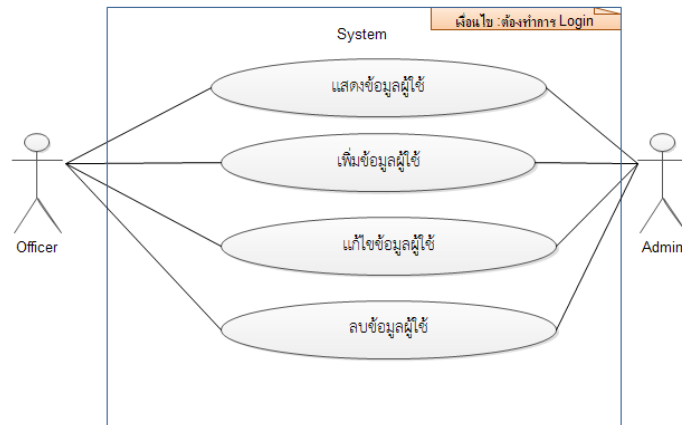 เงื่อนไข :ต้องทำการ Login
System
แสดงข้อมูลผู้ใช้
เพิ่มข้อมูลผู้ใช้
แก้ไขข้อมูลผู้ใช้
ลบข้อมูลผู้ใช้
Officer
Admin